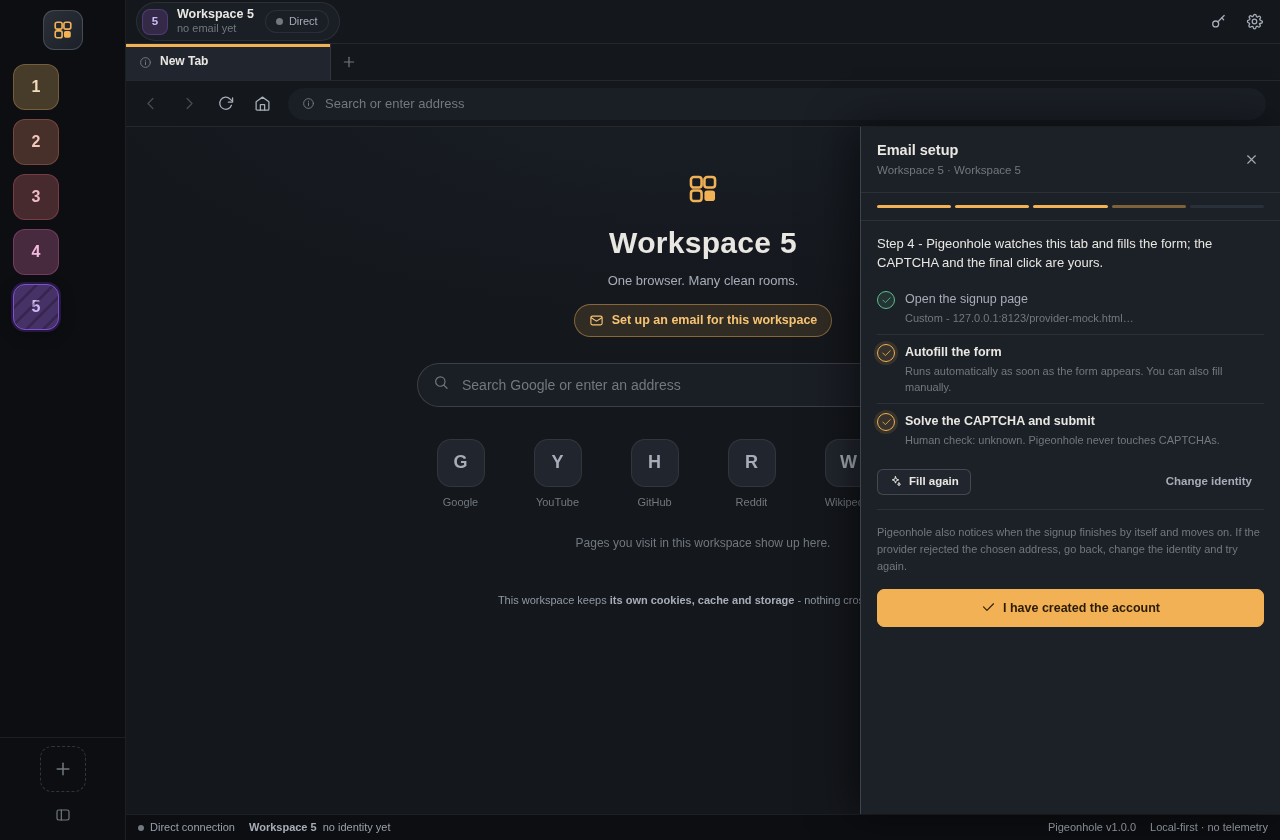 5
Workspace 5
no email yet
Direct
1
2
3
4
5
New Tab
Search or enter address
Workspace 5
One browser. Many clean rooms.
Set up an email for this workspace
Search Google or enter an address
G
Y
H
R
W
Google
YouTube
GitHub
Reddit
Pages you visit in this workspace show up here.
This workspace keeps its own cookies, cache and storage - nothing
Email setup
Workspace 5 · Workspace 5
Step 4 - Pigeonhole watches this tab and fills the form; the
CAPTCHA and the final click are yours.
Open the signup page
Custom - 127.0.0.1:8123/provider-mock.html…
Autofill the form
Runs automatically as soon as the form appears. You can also fill
manually.
Solve the CAPTCHA and submit
Human check: unknown. Pigeonhole never touches CAPTCHAs.
Fill again
Change identity
Pigeonhole also notices when the signup finishes by itself and moves on. If the
provider rejected the chosen address, go back, change the identity and try
again.
I have created the account
Direct connection
Workspace 5 no identity yet
Pigeonhole v1.0.0
Local-first · no telemetry